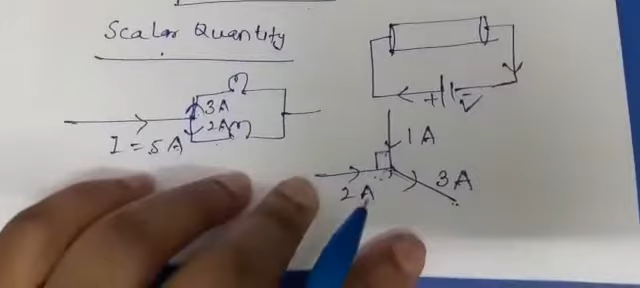 Scalar Quantity
3A
2A
I = 5A
+ -
1A
2A
3A